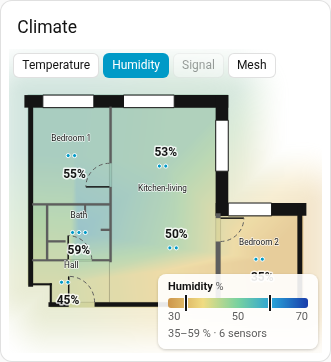 Climate
Temperature Humidity Signal Mesh
Bedroom 1
55%
53%
Kitchen-living
Bath
59%
50%
Bedroom 2
Hall
45%
Humidity %
30 50 70
35–59 % · 6 sensors